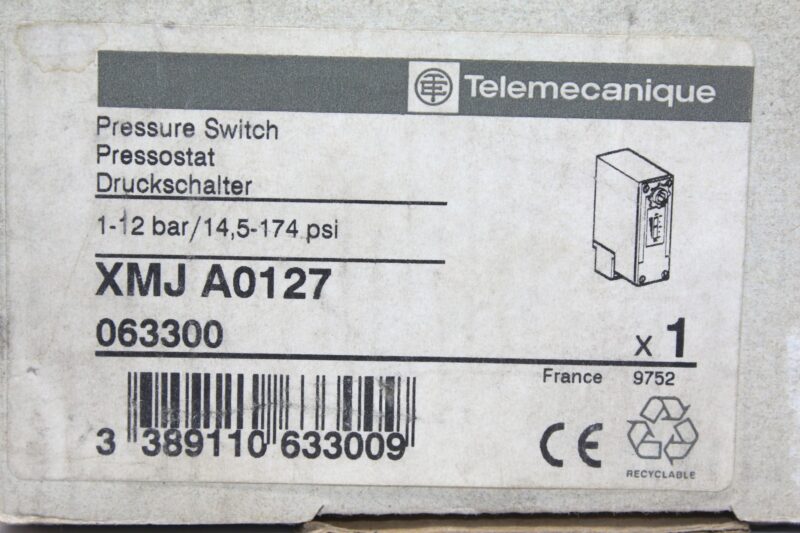 Telemecanique
Pressure Switch
Pressostat
Druckschalter
1-12 bar/14,5-174 psi
XMJ A0127
063300
x 1
France 9752
3 389110 633009
CE
RECYCLABLE